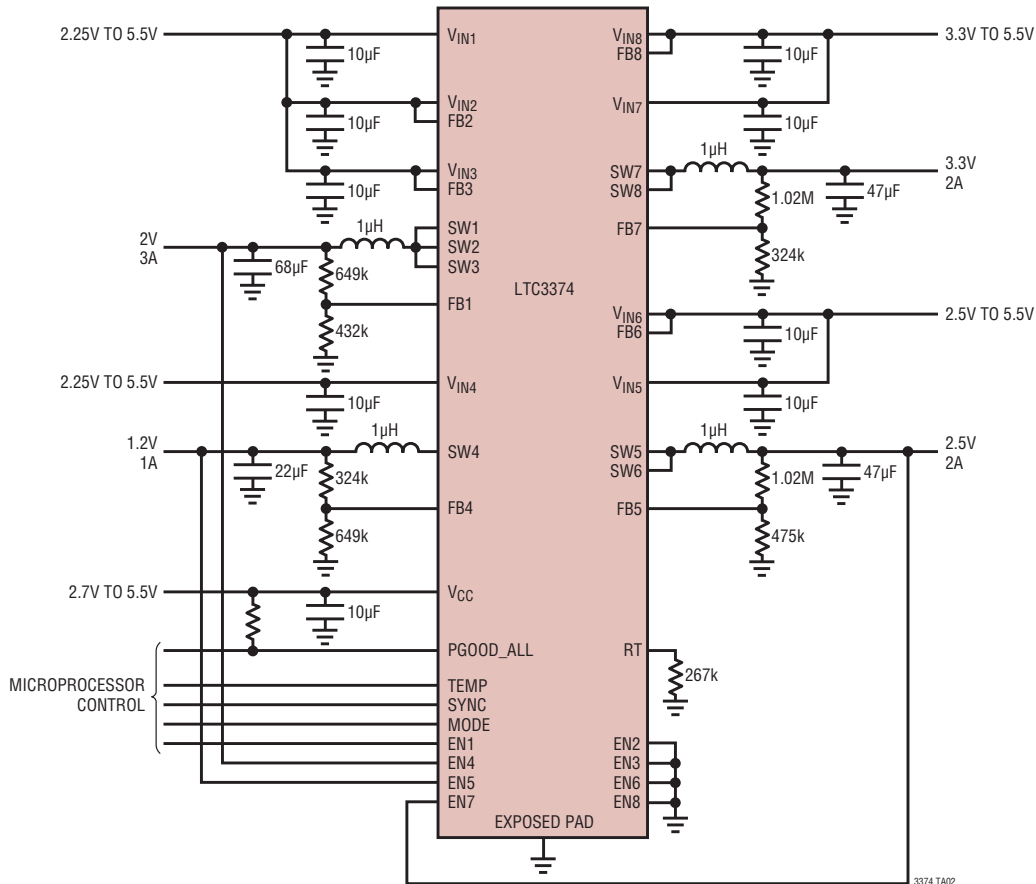 2.25V TO 5.5V
VIN1
10µF
VIN2
FB2
10µF
VIN3
FB3
10µF
SW1
1µH
2V
3A
SW2
SW3
68µF
649k
FB1
432k
2.25V TO 5.5V
VIN4
10µF
1µH
1.2V
1A
SW4
22µF
324k
FB4
649k
2.7V TO 5.5V
VCC
10µF
PGOOD_ALL
MICROPROCESSOR
CONTROL
TEMP
SYNC
MODE
EN1
EN4
EN5
EN7
LTC3374
EXPOSED PAD
VIN8
FB8
3.3V TO 5.5V
10µF
VIN7
10µF
1µH
SW7
SW8
3.3V
2A
1.02M
47µF
FB7
324k
VIN6
FB6
2.5V TO 5.5V
10µF
VIN5
10µF
1µH
SW5
SW6
2.5V
2A
1.02M
47µF
FB5
475k
RT
267k
EN2
EN3
EN6
EN8
3374 TA02